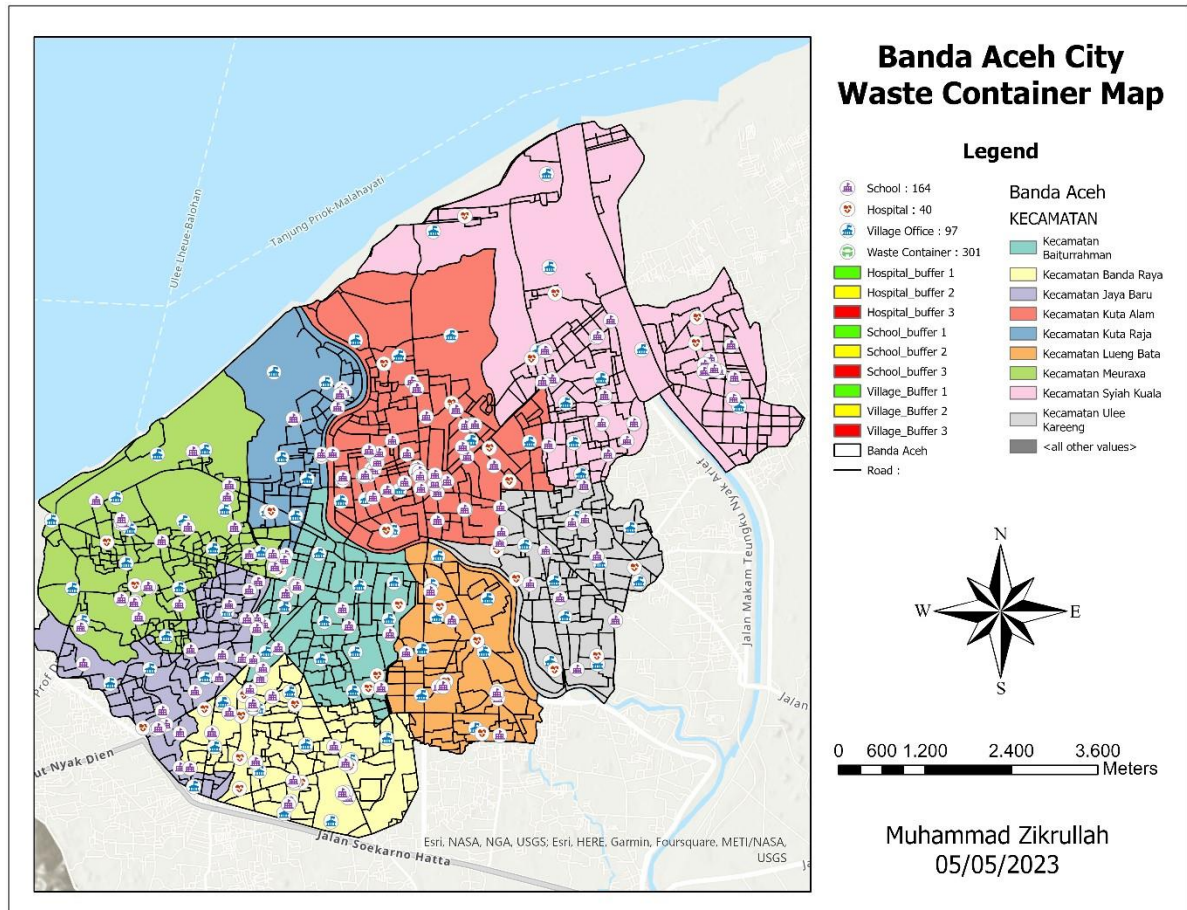 Banda Aceh City
Waste Container Map
Legend
School : 164
Hospital : 40
Village Office : 97
Waste Container : 301
Hospital_buffer 1
Hospital_buffer 2
Hospital_buffer 3
School_buffer 1
School_buffer 2
School_buffer 3
Village_Buffer 1
Village_Buffer 2
Village_Buffer 3
Banda Aceh
Road :
Banda Aceh
KECAMATAN
Kecamatan
Baiturrahman
Kecamatan Banda Raya
Kecamatan Jaya Baru
Kecamatan Kuta Alam
Kecamatan Kuta Raja
Kecamatan Lueng Bata
Kecamatan Meuraxa
Kecamatan Syiah Kuala
Kecamatan Ulee
Kareeng
<all other values>
Ulee Lheue-Balohan
Tanjung Priok-Malahayati
Jalan Makam Teungku Nyak Arief
Jalan
Prof D
ut Nyak Dien
Jalan Soekarno Hatta
Esri, NASA, NGA, USGS; Esri, HERE, Garmin, Foursquare, METI/NASA,
USGS
N
W
E
S
0 600 1.200 2.400 3.600
Meters
Muhammad Zikrullah
05/05/2023